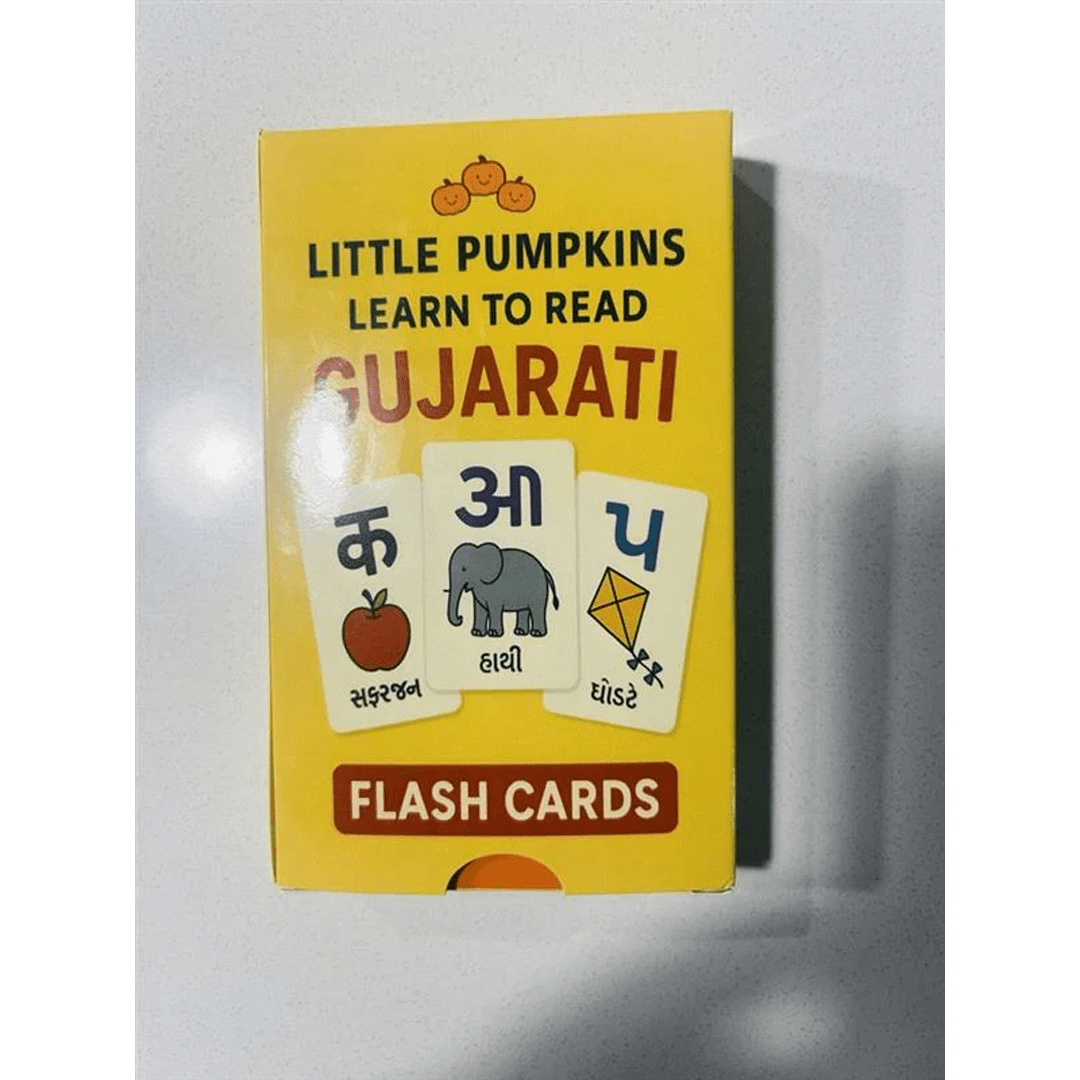 LITTLE PUMPKINS
LEARN TO READ
GUJARATI
क
સફરજન
આ
હાથી
પ
ઘોડટે
FLASH CARDS